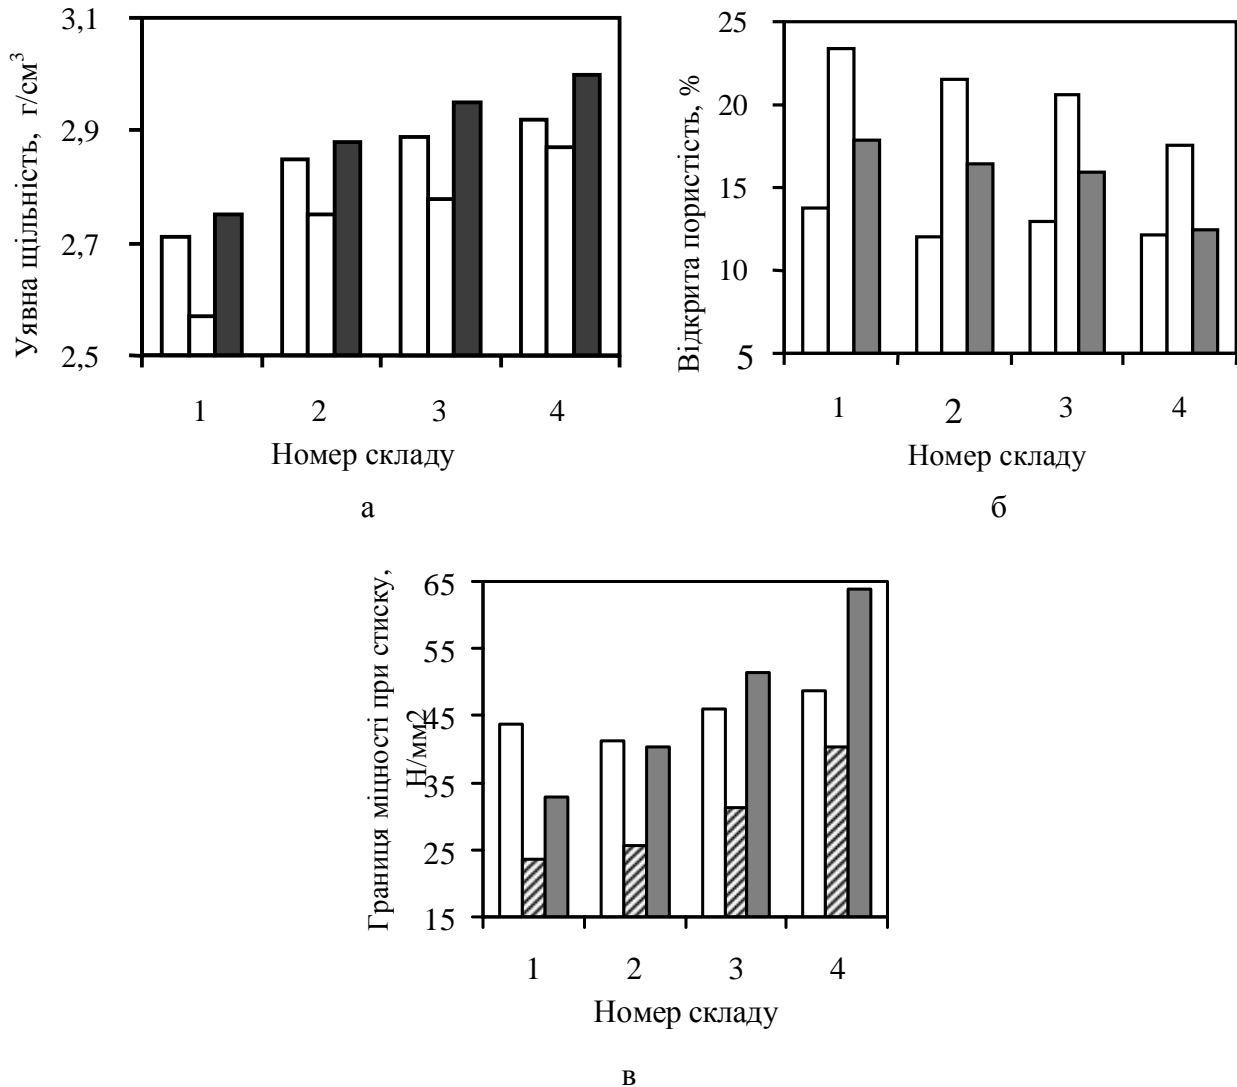 Уявна щільність, г/см³
3,1
2,9
2,7
2,5
1 2 3 4
Номер складу
а
Відкрита пористість, %
25
20
15
10
5
1 2 3 4
Номер складу
б
Границя міцності при стиску,
Н/мм2
65
55
45
35
25
15
1 2 3 4
Номер складу
в